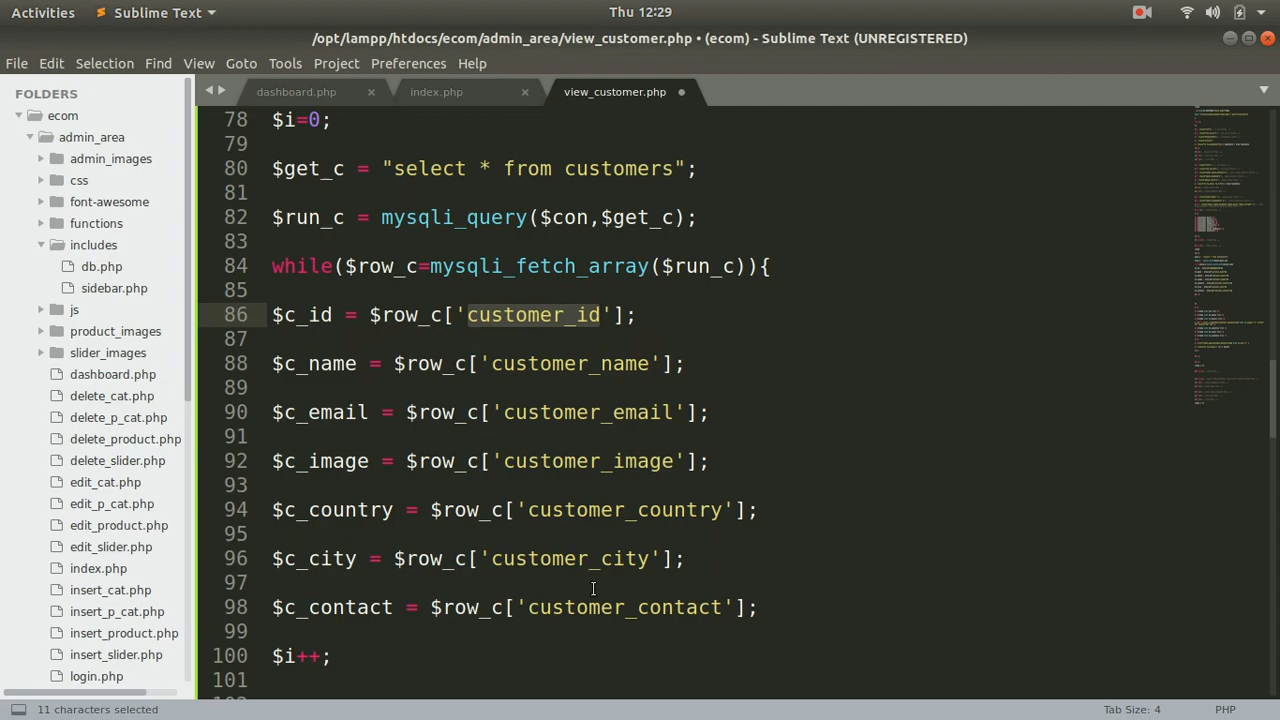 Activities
Sublime Text
Thu 12:29
/opt/lampp/htdocs/ecom/admin_area/view_customer.php • (ecom) - Sublime Text (UNREGISTERED)
File Edit Selection Find View Goto Tools Project Preferences Help
FOLDERS
ecom
admin_area
admin_images
css
font-awesome
functions
includes
db.php
sidebar.php
js
product_images
slider_images
dashboard.php
delete_cat.php
delete_p_cat.php
delete_product.php
delete_slider.php
edit_cat.php
edit_p_cat.php
edit_product.php
edit_slider.php
index.php
insert_cat.php
insert_p_cat.php
insert_product.php
insert_slider.php
login.php
dashboard.php
index.php
view_customer.php
78 $i=0;
79
80 $get_c = "select * from customers";
81
82 $run_c = mysqli_query($con,$get_c);
83
84 while($row_c=mysqli_fetch_array($run_c)){
85
86 $c_id = $row_c['customer_id'];
87
88 $c_name = $row_c['customer_name'];
89
90 $c_email = $row_c['customer_email'];
91
92 $c_image = $row_c['customer_image'];
93
94 $c_country = $row_c['customer_country'];
95
96 $c_city = $row_c['customer_city'];
97
98 $c_contact = $row_c['customer_contact'];
99
100 $i++;
101
11 characters selected
Tab Size: 4
PHP